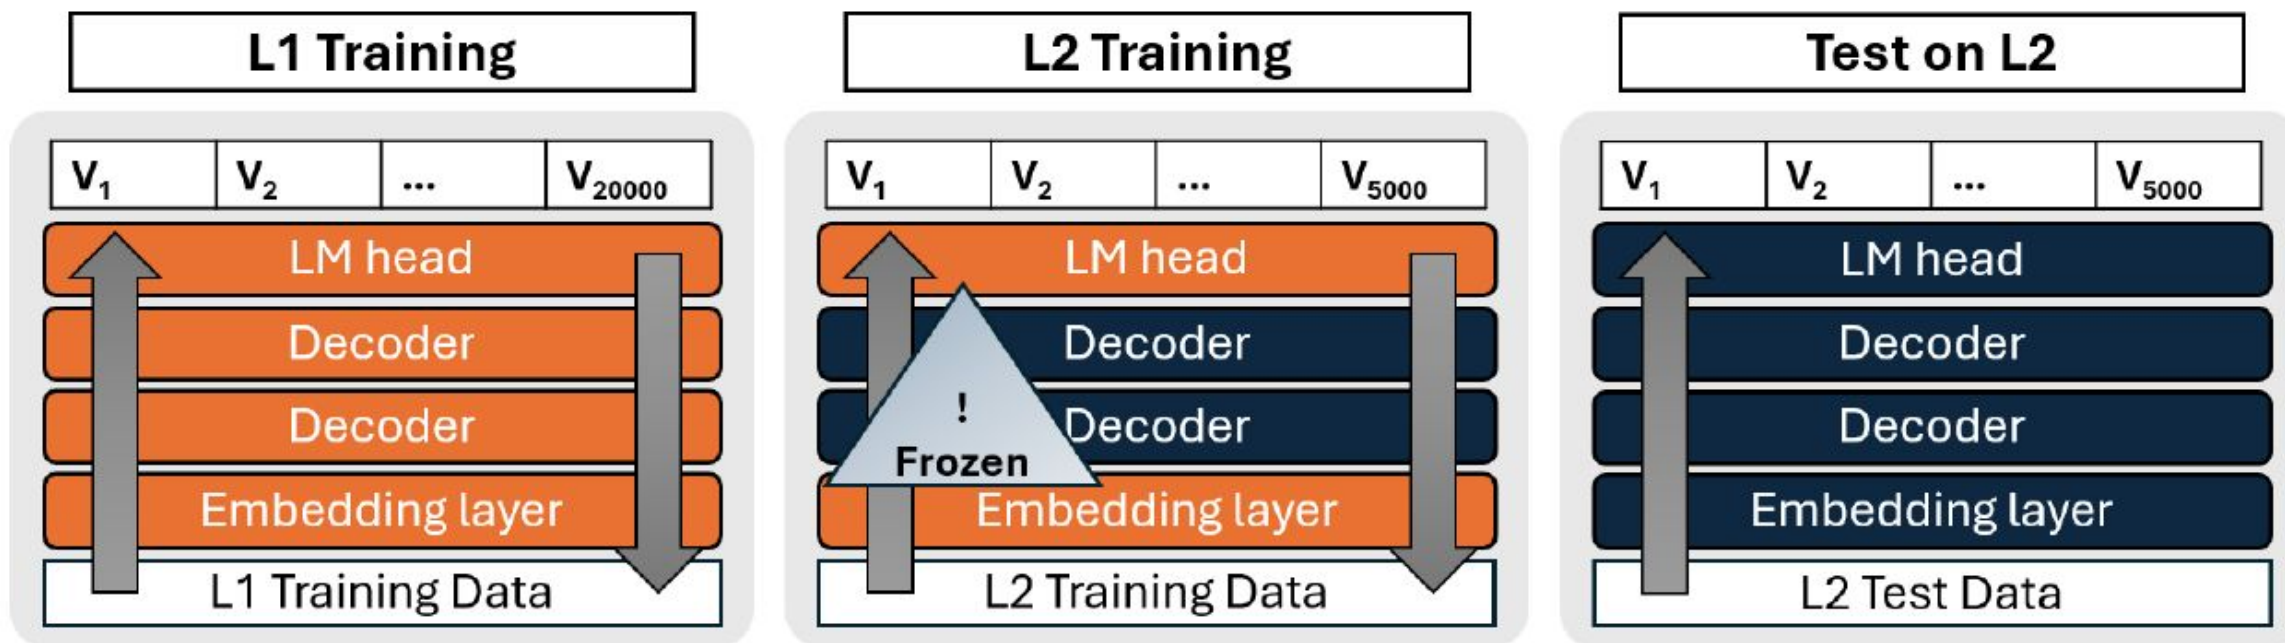 L1 Training
V1 V2 ... V20000
LM head
Decoder
Decoder
Embedding layer
L1 Training Data
L2 Training
V1 V2 ... V5000
LM head
Decoder
!
Decoder
Frozen
Embedding layer
L2 Training Data
Test on L2
V1 V2 ... V5000
LM head
Decoder
Decoder
Embedding layer
L2 Test Data